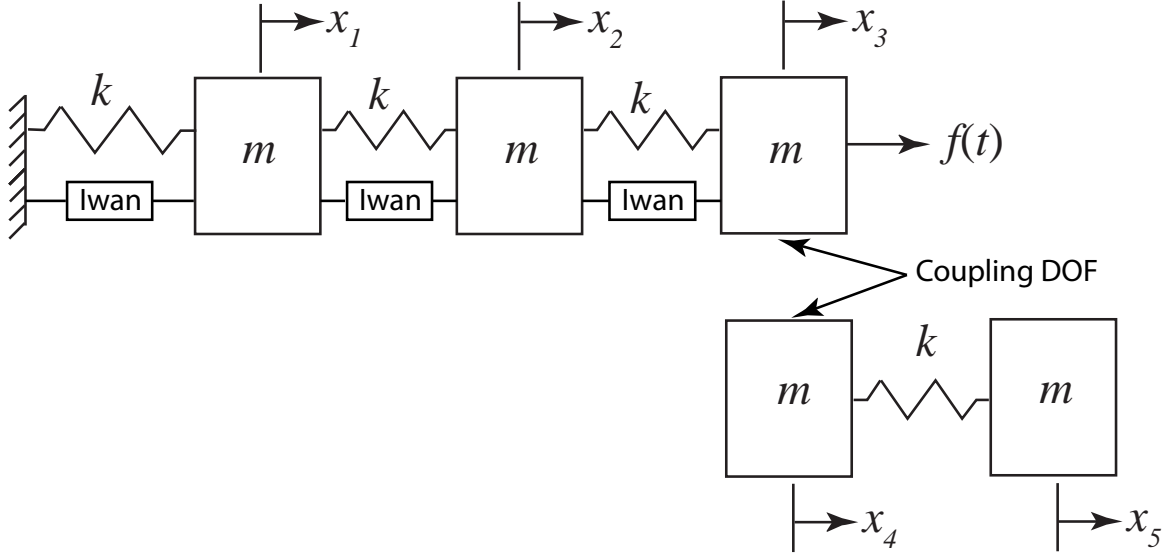 x₁ x₂ x₃
k k k
m m m f(t)
Iwan Iwan Iwan
Coupling DOF
k
m m
x₄ x₅